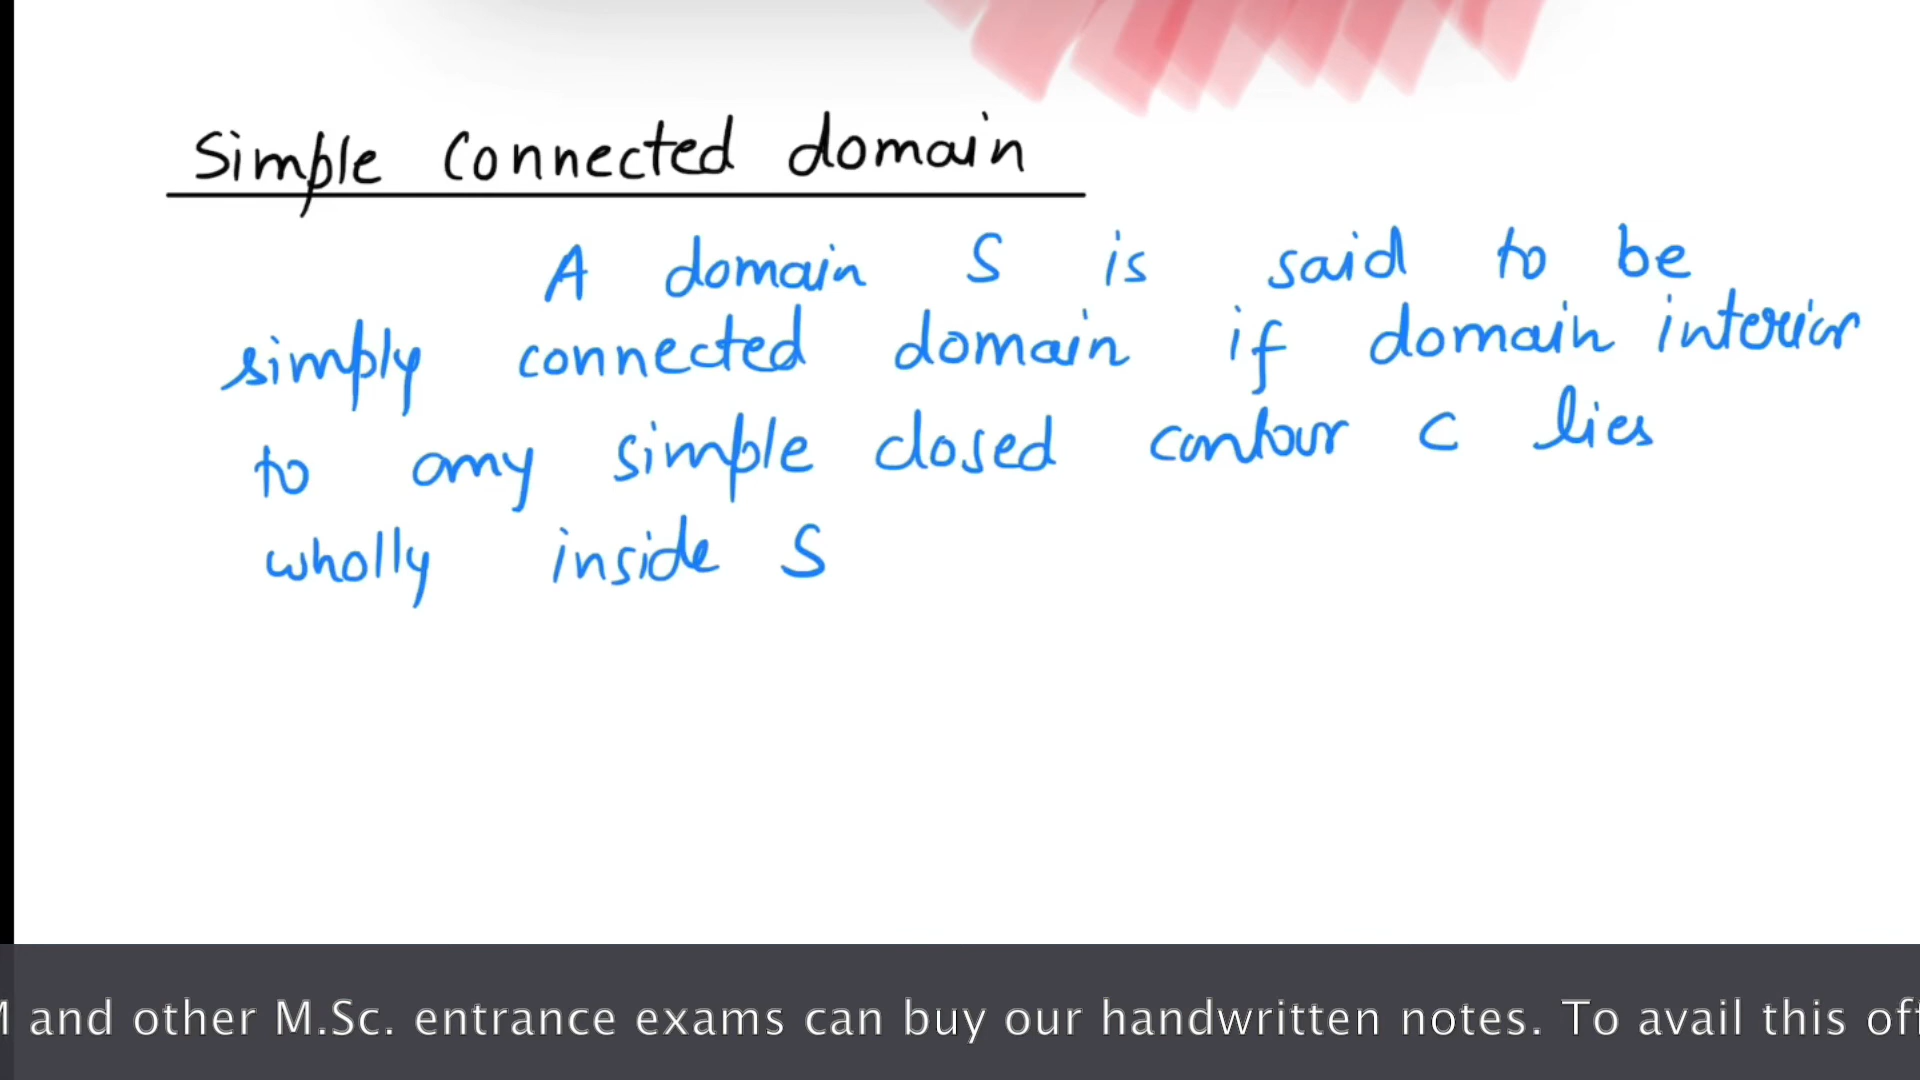 Simple Connected domain
A domain S is said to be
simply connected domain if domain interior
to any simple closed contour C lies
wholly inside S
and other M.Sc. entrance exams can buy our handwritten notes. To avail this